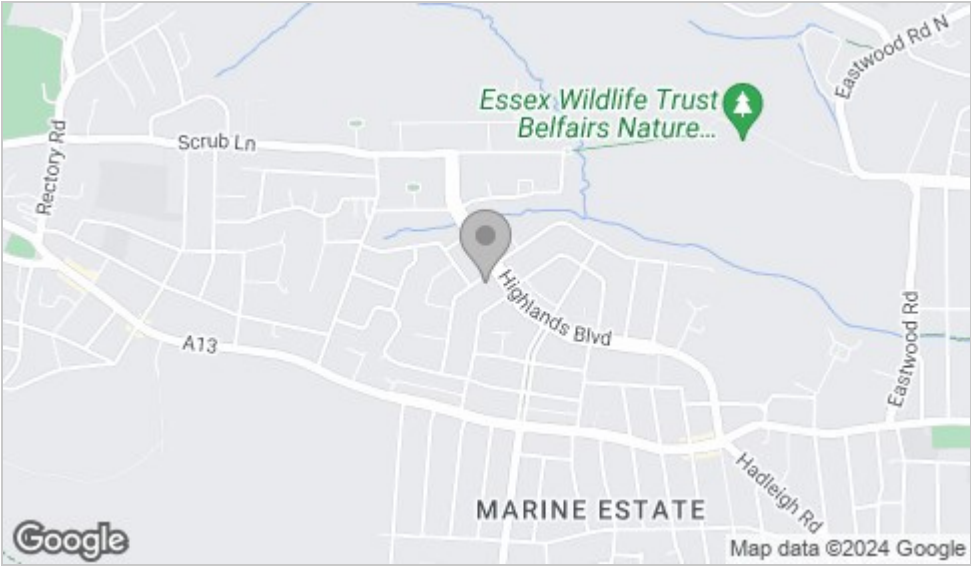 Eastwood Rd N
Essex Wildlife Trust
Belfairs Nature...
Scrub Ln
Rectory Rd
Highlands Blvd
A13
Eastwood Rd
Hadleigh Rd
MARINE ESTATE
Google
Map data ©2024 Google